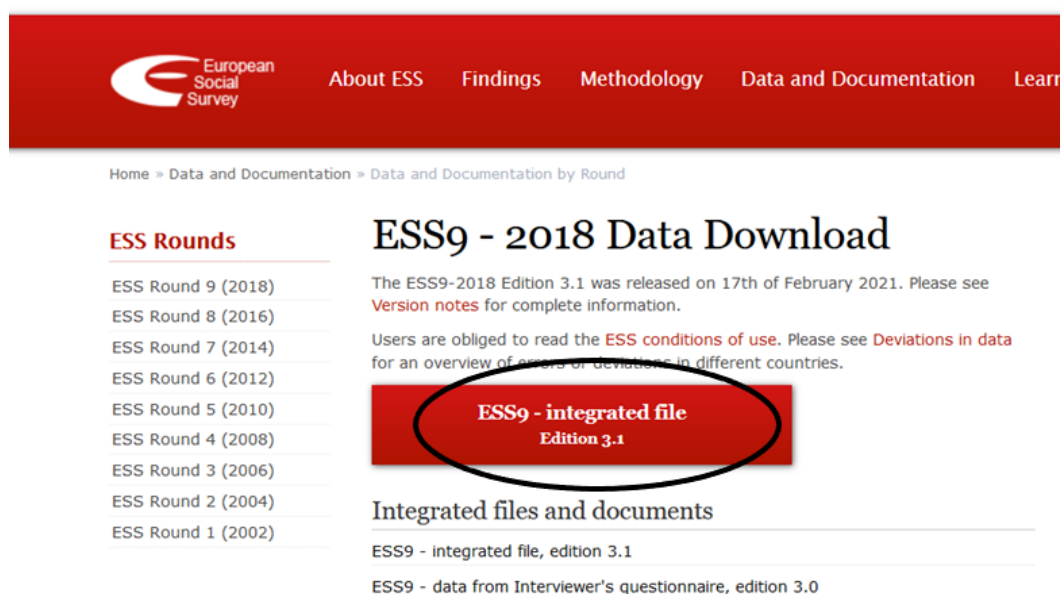 European
Social
Survey
About ESS Findings Methodology Data and Documentation Learn
Home » Data and Documentation » Data and Documentation by Round
ESS Rounds
ESS Round 9 (2018)
ESS Round 8 (2016)
ESS Round 7 (2014)
ESS Round 6 (2012)
ESS Round 5 (2010)
ESS Round 4 (2008)
ESS Round 3 (2006)
ESS Round 2 (2004)
ESS Round 1 (2002)
ESS9 - 2018 Data Download
The ESS9-2018 Edition 3.1 was released on 17th of February 2021. Please see
Version notes for complete information.
Users are obliged to read the ESS conditions of use. Please see Deviations in data
for an overview of errors or deviations in different countries.
ESS9 - integrated file
Edition 3.1
Integrated files and documents
ESS9 - integrated file, edition 3.1
ESS9 - data from Interviewer's questionnaire, edition 3.0